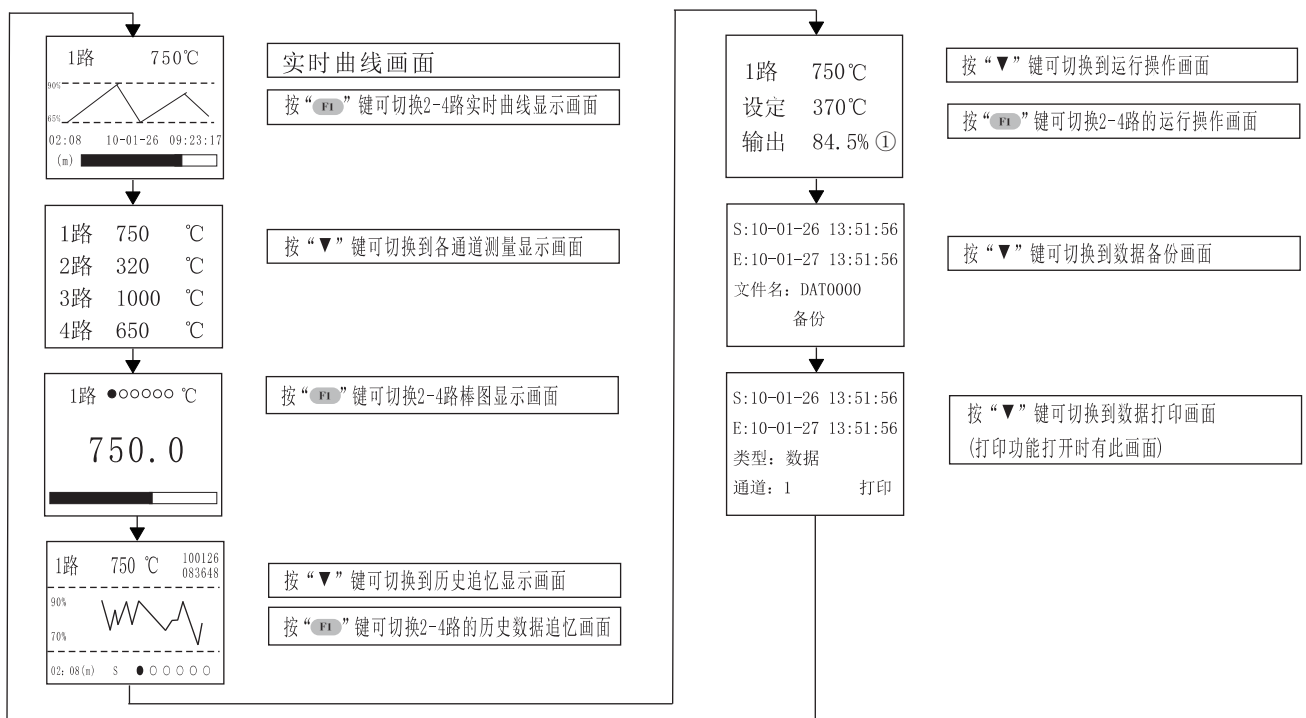 1路 750℃
90%
65%
02:08 10-01-26 09:23:17
(m)
实时曲线画面
按“F1”键可切换2-4路实时曲线显示画面
1路 750 ℃
2路 320 ℃
3路 1000 ℃
4路 650 ℃
按“▼”键可切换到各通道测量显示画面
1路 ●○○○○○ ℃
750.0
按“F1”键可切换2-4路棒图显示画面
1路 750 ℃ 100126
083648
90%
70%
02: 08(m) S ●○○○○○
按“▼”键可切换到历史追忆显示画面
按“F1”键可切换2-4路的历史数据追忆画面
1路 750℃
设定 370℃
输出 84.5% ①
按“▼”键可切换到运行操作画面
按“F1”键可切换2-4路的运行操作画面
S:10-01-26 13:51:56
E:10-01-27 13:51:56
文件名: DAT0000
备份
按“▼”键可切换到数据备份画面
S:10-01-26 13:51:56
E:10-01-27 13:51:56
类型: 数据
通道: 1 打印
按“▼”键可切换到数据打印画面
(打印功能打开时有此画面)